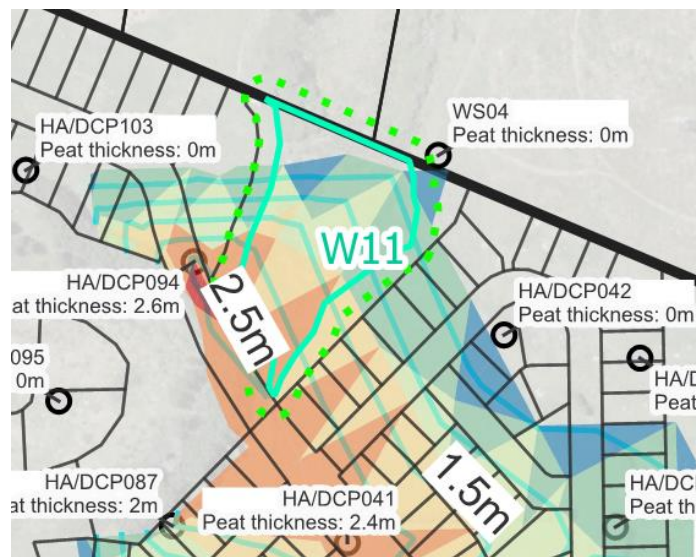 HA/DCP103
Peat thickness: 0m
WS04
Peat thickness: 0m
W11
HA/DCP094
at thickness: 2.6m
2.5m
HA/DCP042
Peat thickness: 0m
095
0m
HA/D
Peat
1.5m
HA/DCP087
at thickness: 2m
HA/DCP041
Peat thickness: 2.4m
HA/DC
Peat th